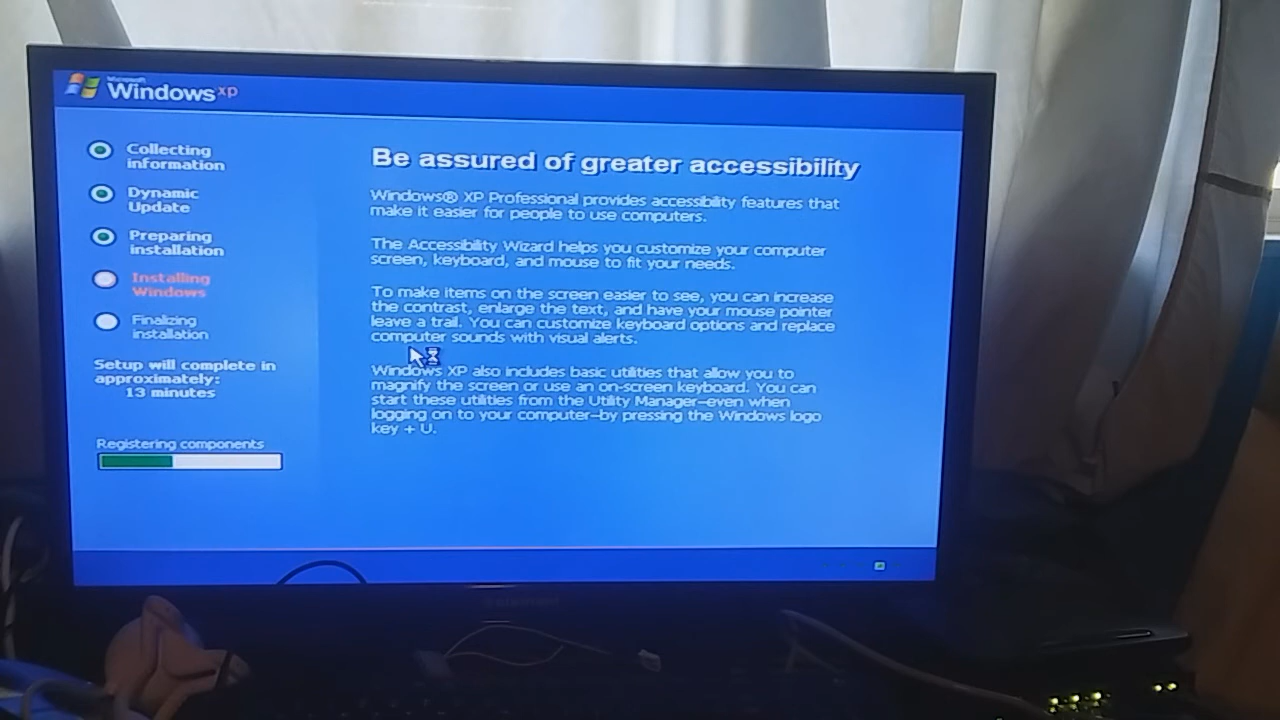 Microsoft
Windows xp
Collecting
information
Dynamic
Update
Preparing
installation
Installing
Windows
Finalizing
installation
Setup will complete in
approximately:
13 minutes
Registering components
Be assured of greater accessibility
Windows® XP Professional provides accessibility features that
make it easier for people to use computers.
The Accessibility Wizard helps you customize your computer
screen, keyboard, and mouse to fit your needs.
To make items on the screen easier to see, you can increase
the contrast, enlarge the text, and have your mouse pointer
leave a trail. You can customize keyboard options and replace
computer sounds with visual alerts.
Windows XP also includes basic utilities that allow you to
magnify the screen or use an on-screen keyboard. You can
start these utilities from the Utility Manager—even when
logging on to your computer—by pressing the Windows logo
key + U.